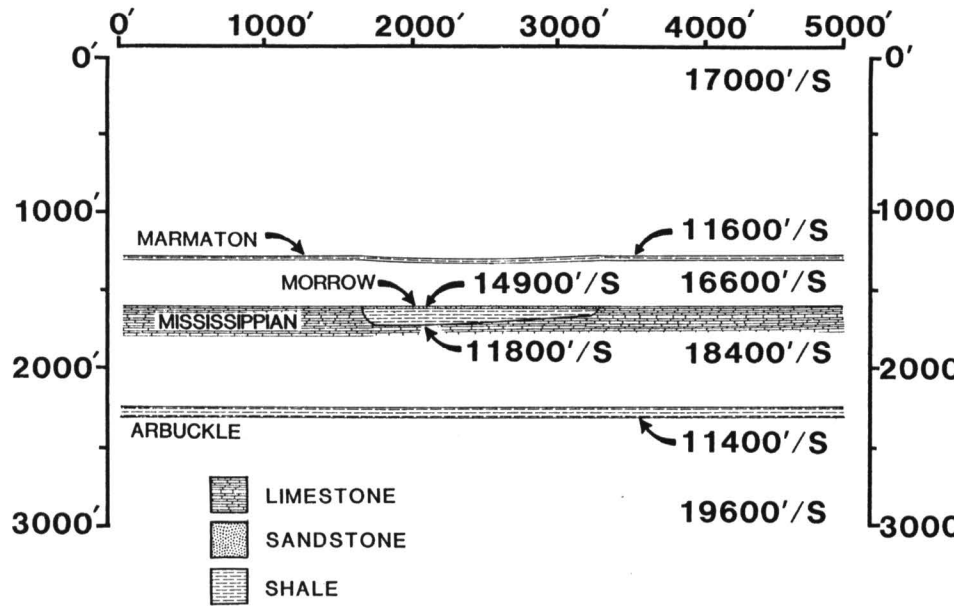 0' 1000' 2000' 3000' 4000' 5000'
0' 0'
17000'/S
1000' 1000
MARMATON 11600'/S
MORROW 14900'/S 16600'/S
MISSISSIPPIAN
11800'/S 18400'/S
2000' 2000
ARBUCKLE 11400'/S
LIMESTONE
19600'/S
3000' 3000
SANDSTONE
SHALE